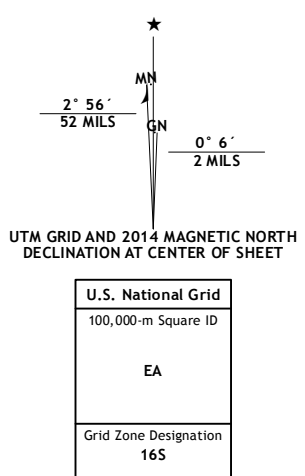 ★
MN
GN
2° 56´
52 MILS
0° 6´
2 MILS
UTM GRID AND 2014 MAGNETIC NORTH
DECLINATION AT CENTER OF SHEET
U.S. National Grid
100,000-m Square ID
EA
Grid Zone Designation
16S